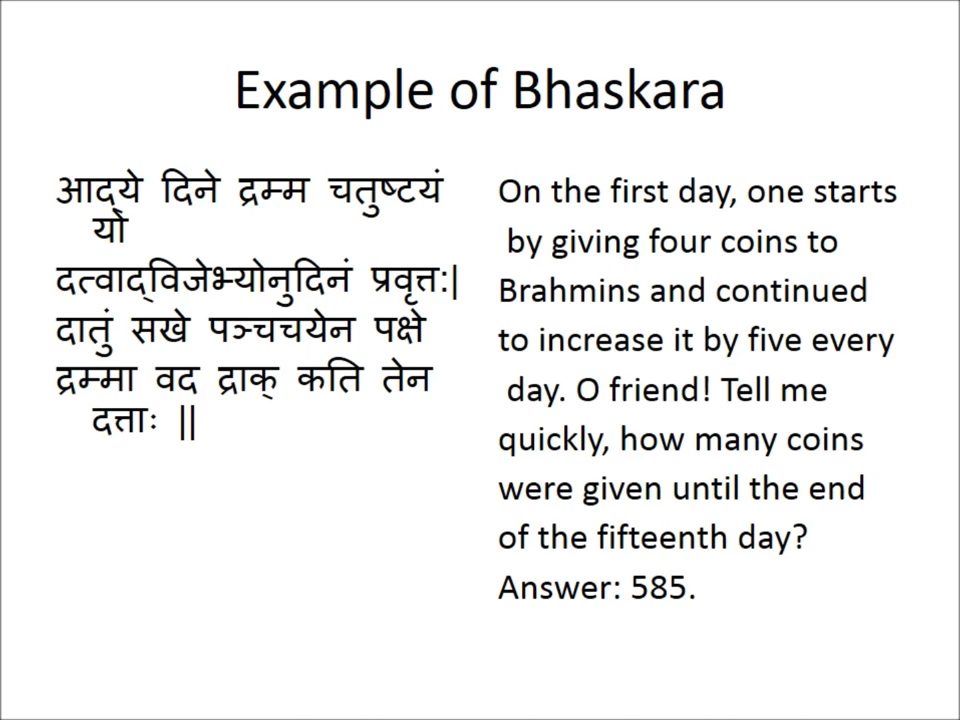 Example of Bhaskara
आद्ये दिने द्रम्म चतुष्टयं
यो
दत्वाद्‌विजेभ्योनुदिनं प्रवृत्त:|
दातुं सखे पञ्चचयेन पक्षे
द्रम्मा वद द्राक् कति तेन
दत्ताः ||
On the first day, one starts
by giving four coins to
Brahmins and continued
to increase it by five every
day. O friend! Tell me
quickly, how many coins
were given until the end
of the fifteenth day?
Answer: 585.